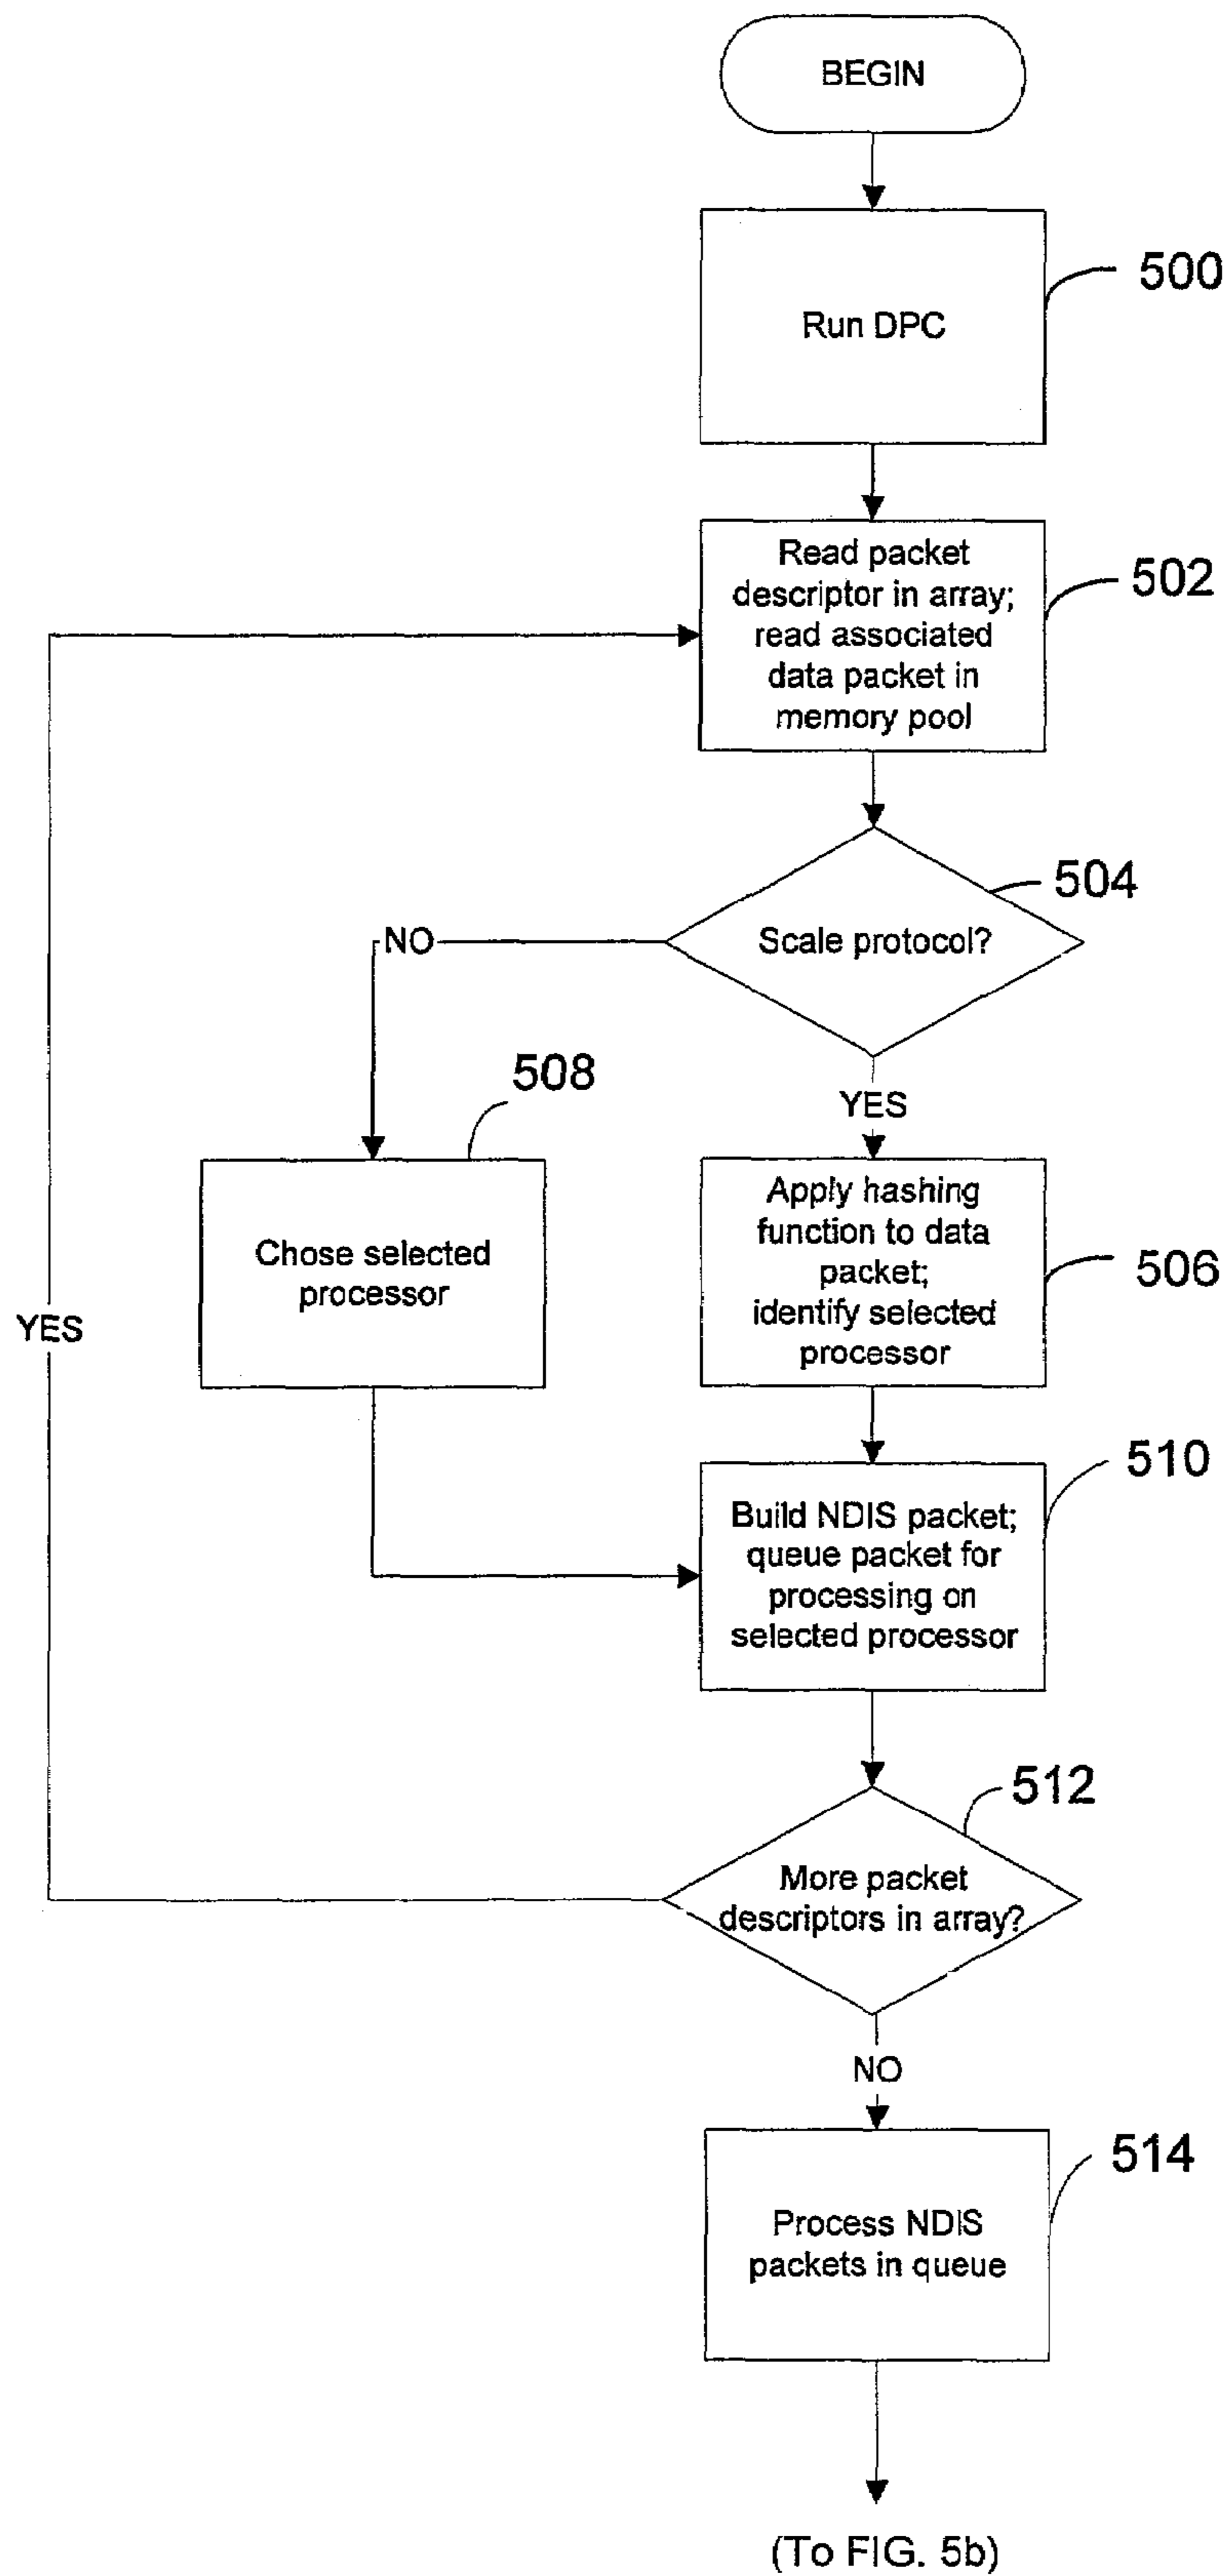 BEGIN
Run DPC
500
Read packet
descriptor in array;
read associated
data packet in
memory pool
502
Scale protocol?
504
NO
YES
508
Chose selected
processor
Apply hashing
function to data
packet;
identify selected
processor
506
YES
Build NDIS packet;
queue packet for
processing on
selected processor
510
More packet
descriptors in array?
512
NO
Process NDIS
packets in queue
514
(To FIG. 5b)